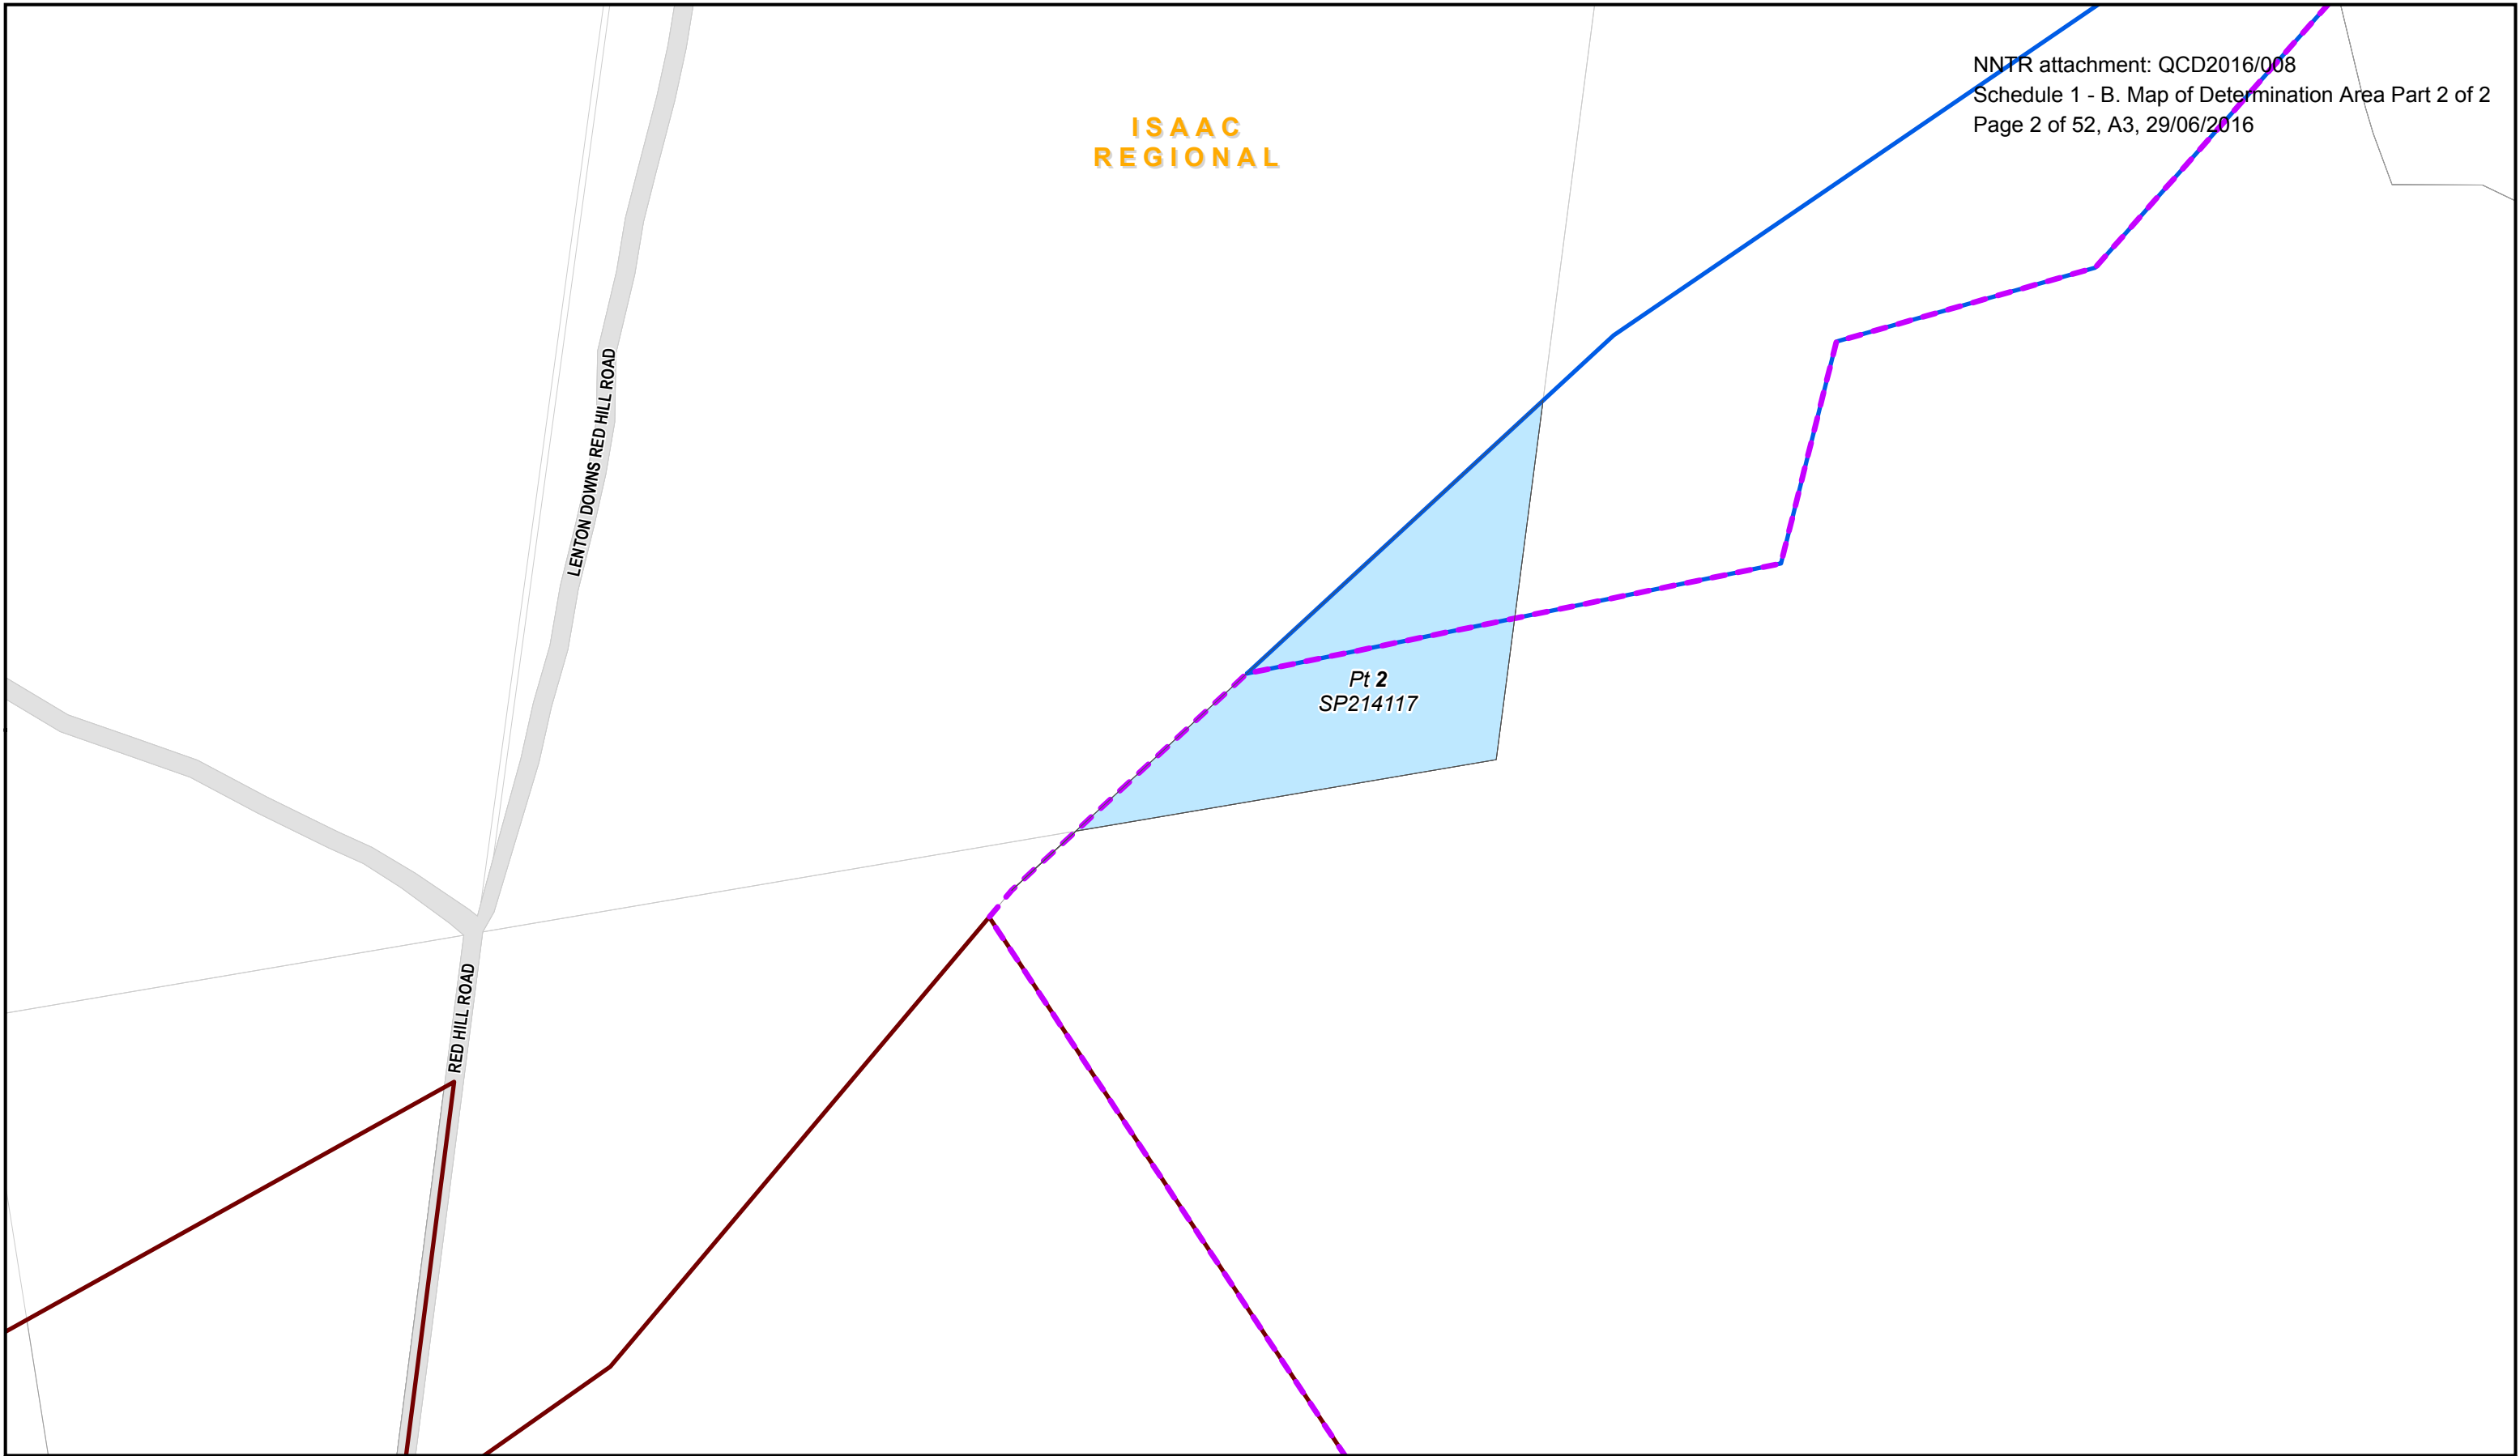 NNTR attachment: QCD2016/008
Schedule 1 - B. Map of Determination Area Part 2 of 2
Page 2 of 52, A3, 29/06/2016
ISAAC
REGIONAL
LENTON DOWNS RED HILL ROAD
Pt 2
SP214117
RED HILL ROAD